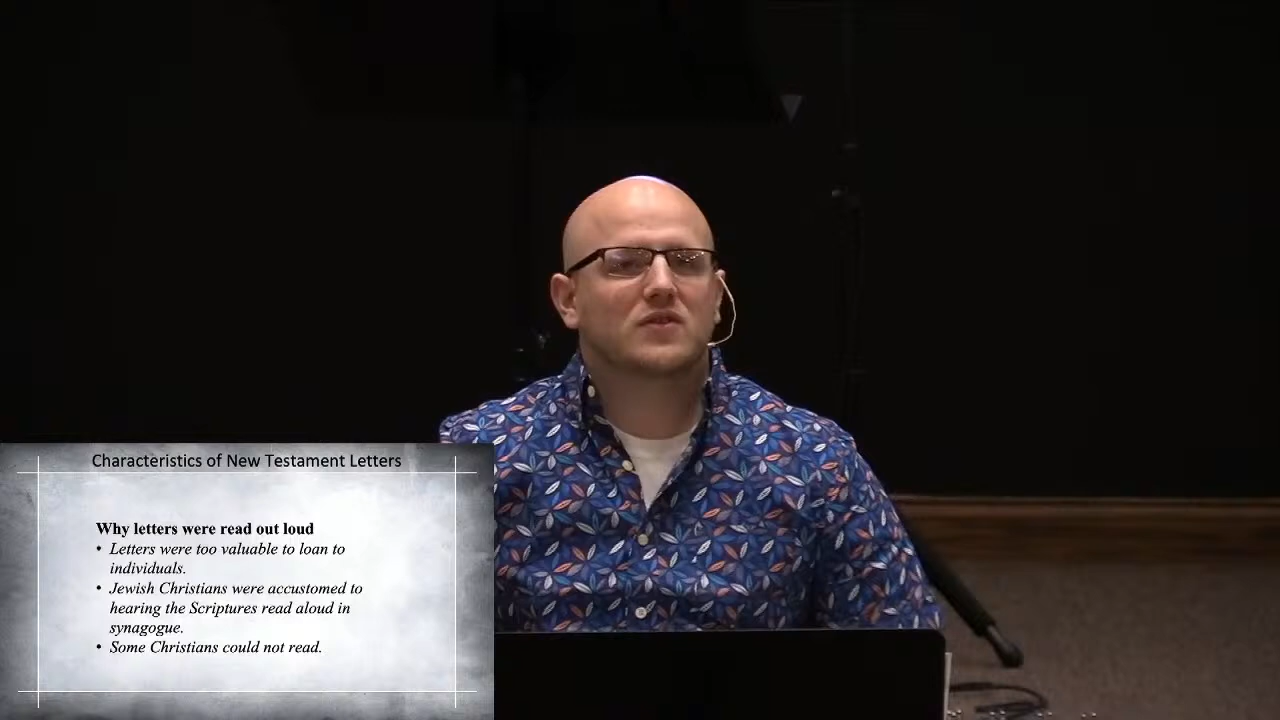 Characteristics of New Testament Letters
Why letters were read out loud
• Letters were too valuable to loan to
individuals.
• Jewish Christians were accustomed to
hearing the Scriptures read aloud in
synagogue.
• Some Christians could not read.